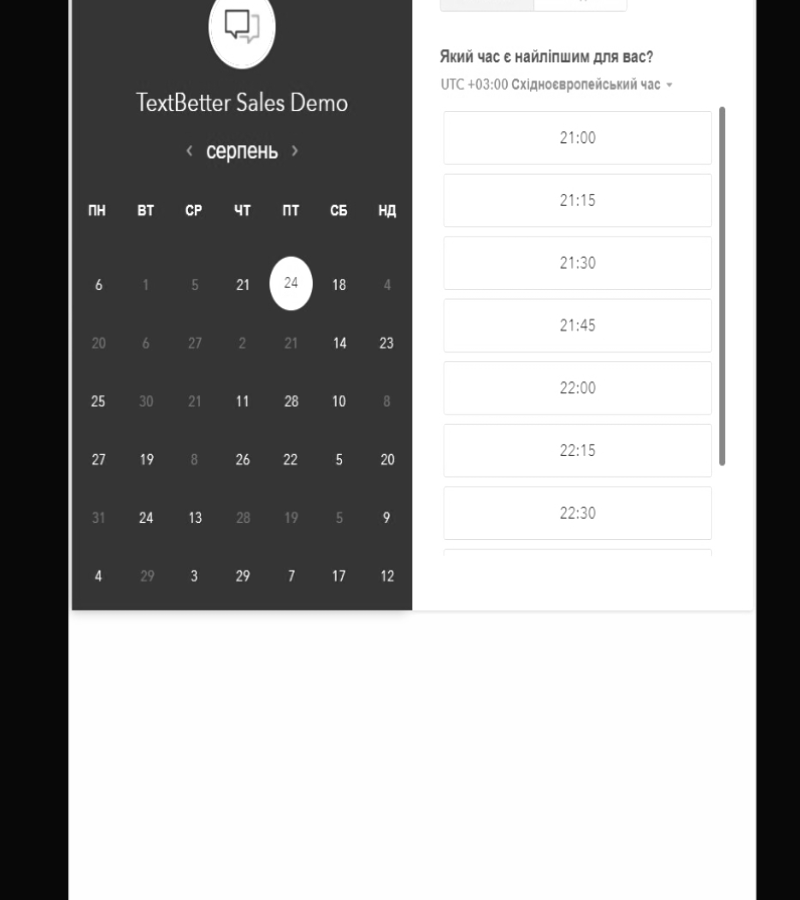 TextBetter Sales Demo
‹ серпень ›
ПН ВТ СР ЧТ ПТ СБ НД
6 1 5 21 24 18 4
20 6 27 2 21 14 23
25 30 21 11 28 10 8
27 19 8 26 22 5 20
31 24 13 28 19 5 9
4 29 3 29 7 17 12
Який час є найліпшим для вас?
UTC +03:00 Східноєвропейський час
21:00
21:15
21:30
21:45
22:00
22:15
22:30